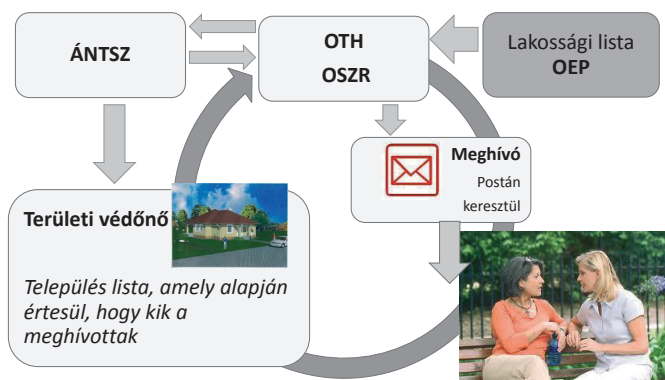 ÁNTSZ
OTH
OSZR
Lakossági lista
OEP
Meghívó
Postán
keresztül
Területi védőnő
Település lista, amely alapján
értesül, hogy kik a
meghívottak